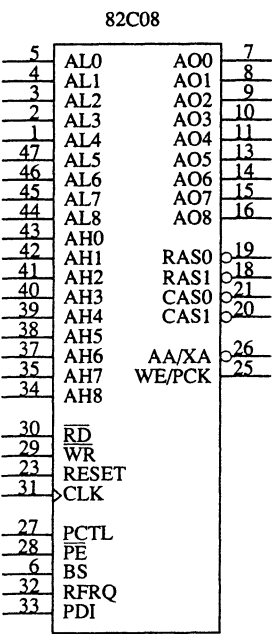 82C08
5 AL0 AO0 7
4 AL1 AO1 8
3 AL2 AO2 9
2 AL3 AO3 10
1 AL4 AO4 11
47 AL5 AO5 13
46 AL6 AO6 14
45 AL7 AO7 15
44 AL8 AO8 16
43 AH0
42 AH1 RAS0 19
41 AH2 RAS1 18
40 AH3 CAS0 21
39 AH4 CAS1 20
38 AH5
37 AH6 AA/XA 26
35 AH7 WE/PCK 25
34 AH8
30 R̅D̅
29 W̅R̅
23 RESET
31 CLK
27 PCTL
28 P̅E̅
6 BS
32 RFRQ
33 PDI